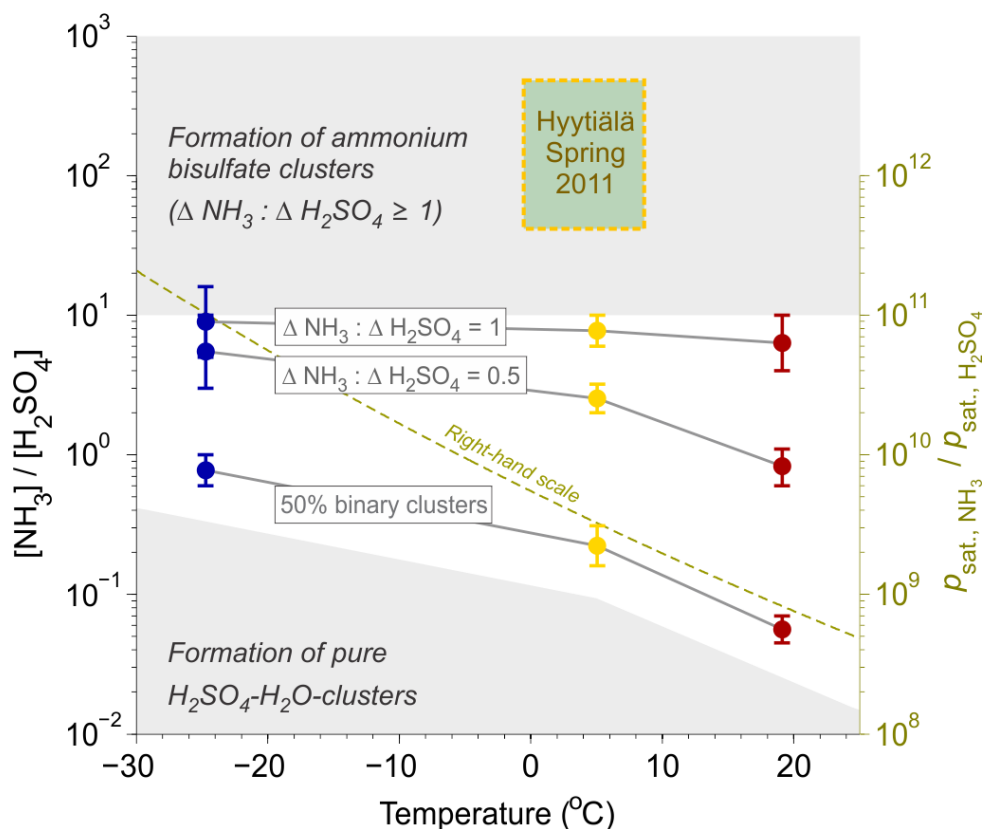 10³
10²
10¹
10⁰
10⁻¹
10⁻²
[NH₃] / [H₂SO₄]
Formation of ammonium
bisulfate clusters
(Δ NH₃ : Δ H₂SO₄ ≥ 1)
Hyytiälä
Spring
2011
Δ NH₃ : Δ H₂SO₄ = 1
Δ NH₃ : Δ H₂SO₄ = 0.5
Right-hand scale
50% binary clusters
Formation of pure
H₂SO₄-H₂O-clusters
10¹²
10¹¹
10¹⁰
10⁹
10⁸
p sat., NH₃ / p sat., H₂SO₄
−30 −20 −10 0 10 20
Temperature (°C)